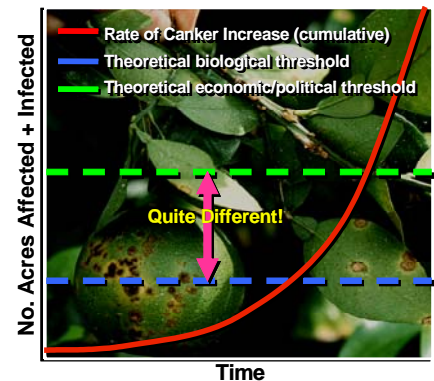 Rate of Canker Increase (cumulative)
Theoretical biological threshold
Theoretical economic/political threshold
Quite Different!
No. Acres Affected + Infected
Time